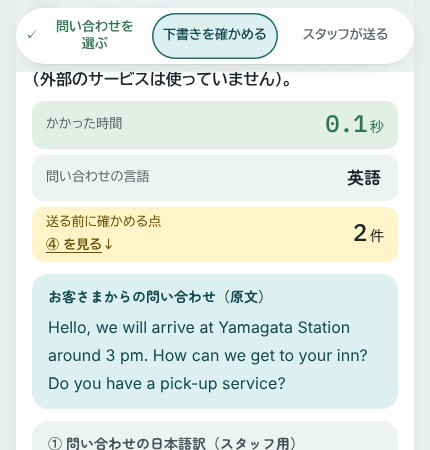 ✓ 問い合わせを
選ぶ
下書きを確かめる
スタッフが送る
（外部のサービスは使っていません）。
かかった時間
0.1秒
問い合わせの言語
英語
送る前に確かめる点
④ を見る↓
2件
お客さまからの問い合わせ（原文）
Hello, we will arrive at Yamagata Station
around 3 pm. How can we get to your inn?
Do you have a pick-up service?
① 問い合わせの日本語訳（スタッフ用）